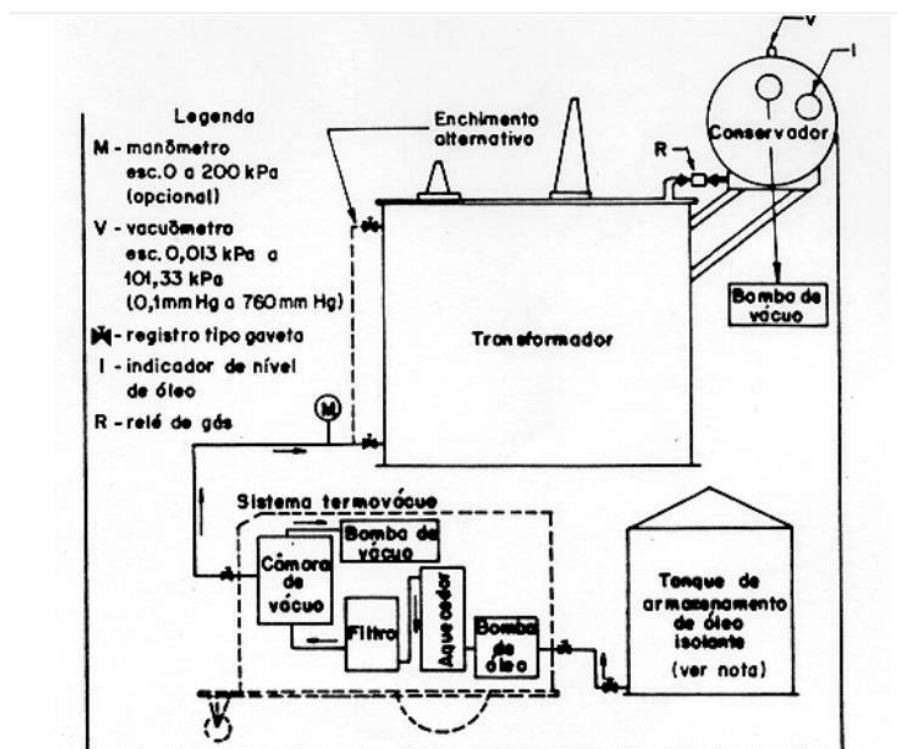 Legenda
M - manômetro
esc. 0 a 200 kPa
(opcional)
V - vacuômetro
esc. 0,013 kPa a
101,33 kPa
(0,1mm Hg a 760 mm Hg)
- registro tipo gaveta
I - indicador de nível
de óleo
R - relé de gás
Enchimento
alternativo
V
I
Conservador
R
Bomba de
vácuo
Transformador
M
Sistema termovácuo
Bomba de
vácuo
Câmara
de
vácuo
Filtro
Aquecedor
Bomba
de
óleo
Tanque de
armazenamento
de óleo
isolante
(ver nota)